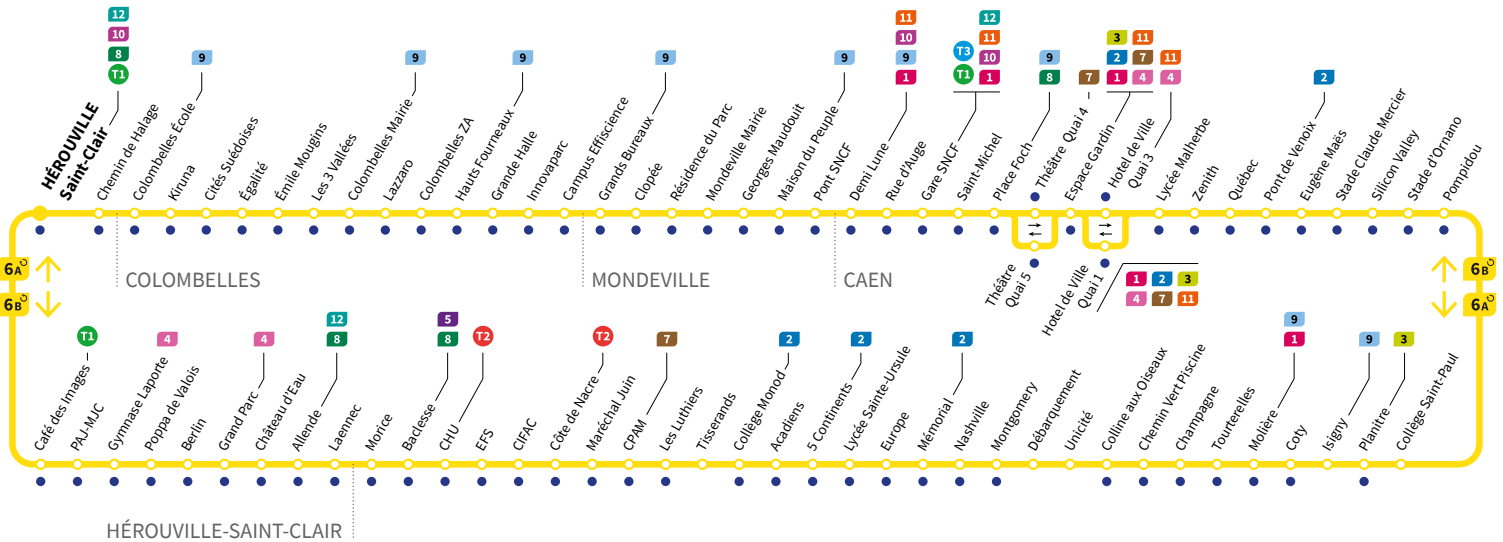 12
10
8
T1
9
9
9
9
9
11
10
9
1
12
T3
11
10
T1
1
9
8
7
3
11
2
7
1
4
11
4
2
HÉROUVILLE
Saint-Clair
Chemin de Halage
Colombelles École
Kiruna
Cités Suédoises
Égalité
Émile Mougins
Les 3 Vallées
Colombelles Mairie
Lazzaro
Colombelles ZA
Hauts Fourneaux
Grande Halle
Innovaparc
Campus Effiscience
Grands Bureaux
Clopée
Résidence du Parc
Mondeville Mairie
Georges Maudouit
Maison du Peuple
Pont SNCF
Demi Lune
Rue d'Auge
Gare SNCF
Saint-Michel
Place Foch
Théâtre Quai 4
Espace Gardin
Hotel de Ville
Quai 3
Lycée Malherbe
Zenith
Québec
Pont de Venoix
Eugène Maës
Stade Claude Mercier
Silicon Valley
Stade d'Ornano
Pompidou
COLOMBELLES
MONDEVILLE
CAEN
Théâtre
Quai 5
Hotel de Ville
Quai 1
1 2 3
4 7 11
6A
6B
6B
6A
T1
4
4
12
8
5
8
T2
T2
7
2
2
2
9
1
9
3
Café des Images
PAJ-MJC
Gymnase Laporte
Poppa de Valois
Berlin
Grand Parc
Château d'Eau
Allende
Laennec
Morice
Baclesse
CHU
EFS
CIFAC
Côte de Nacre
Maréchal Juin
CPAM
Les Luthiers
Tisserands
Collège Monod
Acadiens
5 Continents
Lycée Sainte-Ursule
Europe
Mémorial
Nashville
Montgomery
Débarquement
Unicité
Colline aux Oiseaux
Chemin Vert Piscine
Champagne
Tourterelles
Molière
Coty
Isigny
Planitre
Collège Saint-Paul
HÉROUVILLE-SAINT-CLAIR